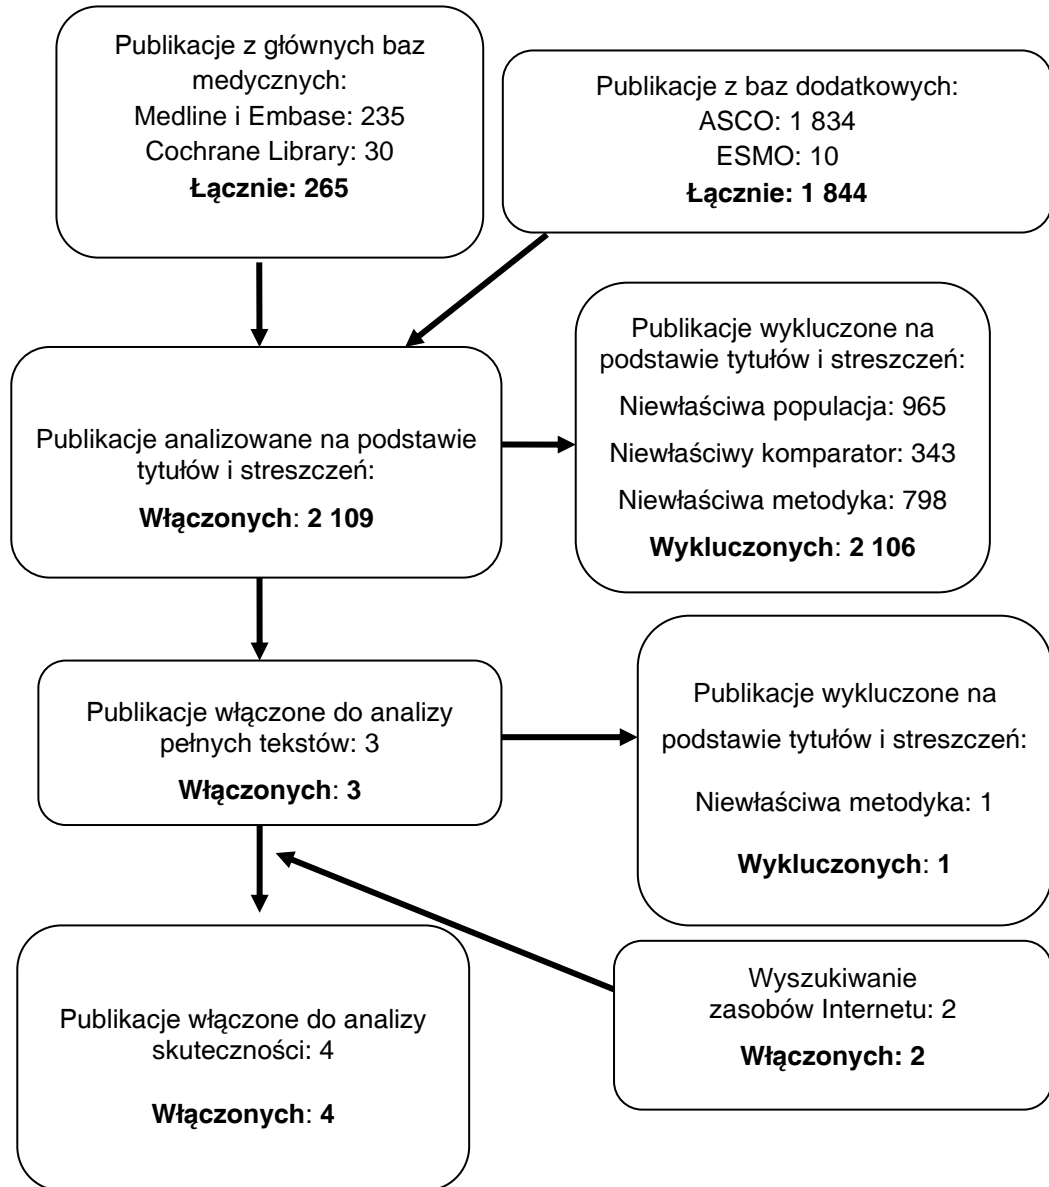 Publikacje z głównych baz
medycznych:
Medline i Embase: 235
Cochrane Library: 30
Łącznie: 265
Publikacje z baz dodatkowych:
ASCO: 1 834
ESMO: 10
Łącznie: 1 844
Publikacje analizowane na podstawie
tytułów i streszczeń:
Włączonych: 2 109
Publikacje wykluczone na
podstawie tytułów i streszczeń:
Niewłaściwa populacja: 965
Niewłaściwy komparator: 343
Niewłaściwa metodyka: 798
Wykluczonych: 2 106
Publikacje włączone do analizy
pełnych tekstów: 3
Włączonych: 3
Publikacje wykluczone na
podstawie tytułów i streszczeń:
Niewłaściwa metodyka: 1
Wykluczonych: 1
Wyszukiwanie
zasobów Internetu: 2
Włączonych: 2
Publikacje włączone do analizy
skuteczności: 4
Włączonych: 4